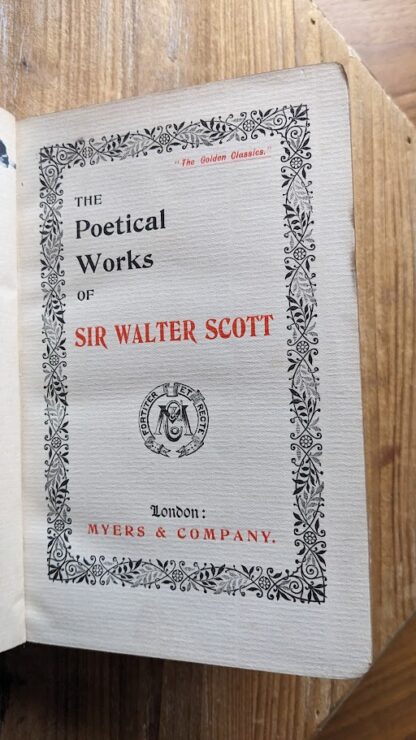 "The Golden Classics."
THE
Poetical
Works
OF
SIR WALTER SCOTT
FORTITER ET RECTE
London:
MYERS & COMPANY.